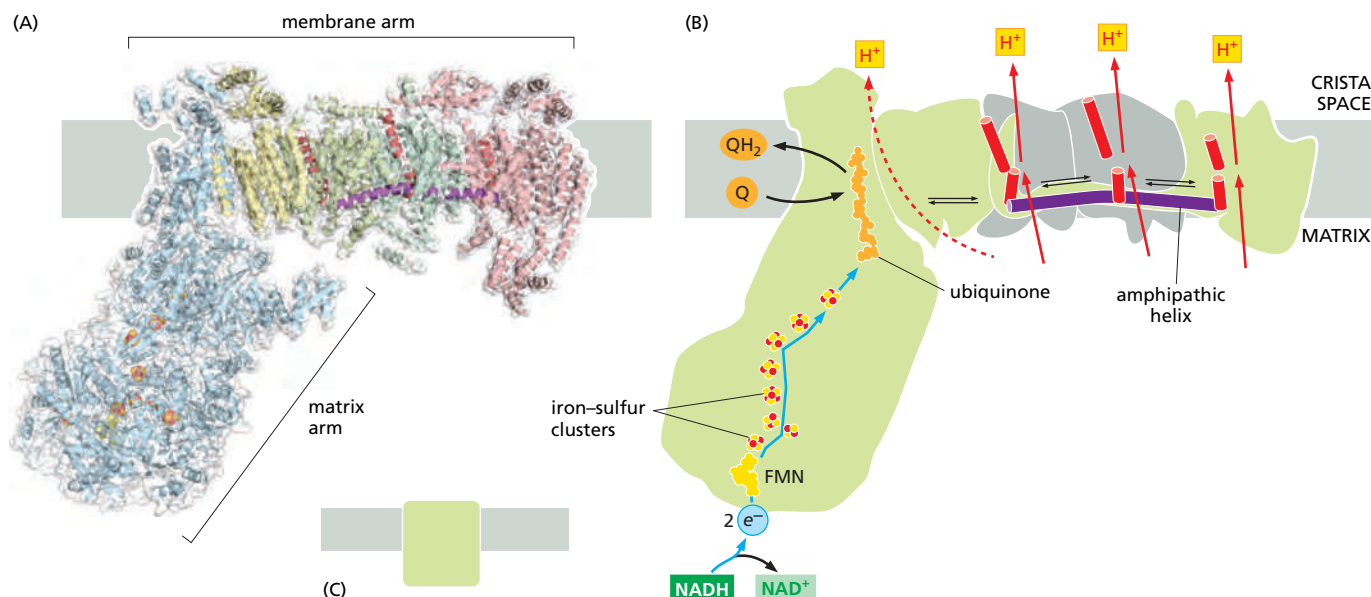 (A)
membrane arm
matrix
arm
(C)
(B)
H+
H+
H+
H+
CRISTA
SPACE
QH2
Q
MATRIX
ubiquinone
amphipathic
helix
iron–sulfur
clusters
FMN
2 e–
NADH
NAD+